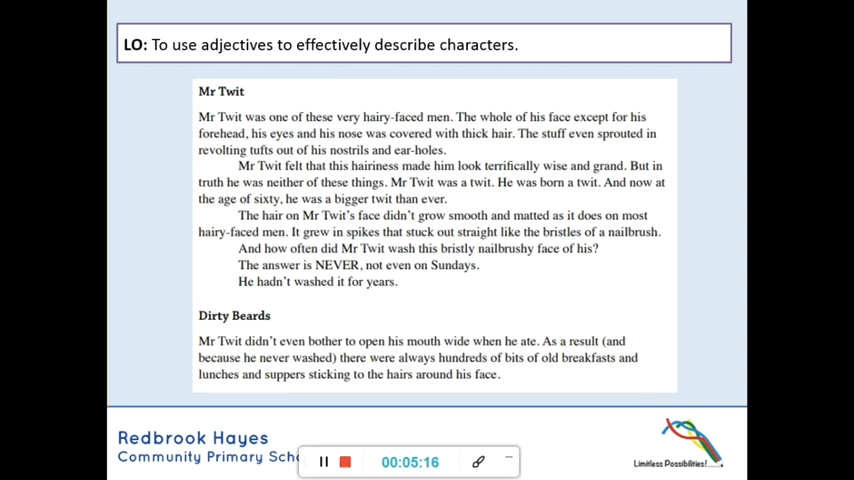 LO: To use adjectives to effectively describe characters.
Mr Twit
Mr Twit was one of these very hairy-faced men. The whole of his face except for his
forehead, his eyes and his nose was covered with thick hair. The stuff even sprouted in
revolting tufts out of his nostrils and ear-holes.
Mr Twit felt that this hairiness made him look terrifically wise and grand. But in
truth he was neither of these things. Mr Twit was a twit. He was born a twit. And now at
the age of sixty, he was a bigger twit than ever.
The hair on Mr Twit's face didn't grow smooth and matted as it does on most
hairy-faced men. It grew in spikes that stuck out straight like the bristles of a nailbrush.
And how often did Mr Twit wash this bristly nailbrushy face of his?
The answer is NEVER, not even on Sundays.
He hadn't washed it for years.
Dirty Beards
Mr Twit didn't even bother to open his mouth wide when he ate. As a result (and
because he never washed) there were always hundreds of bits of old breakfasts and
lunches and suppers sticking to the hairs around his face.
Redbrook Hayes
Community Primary Scho
00:05:16
Limitless Possibilities!